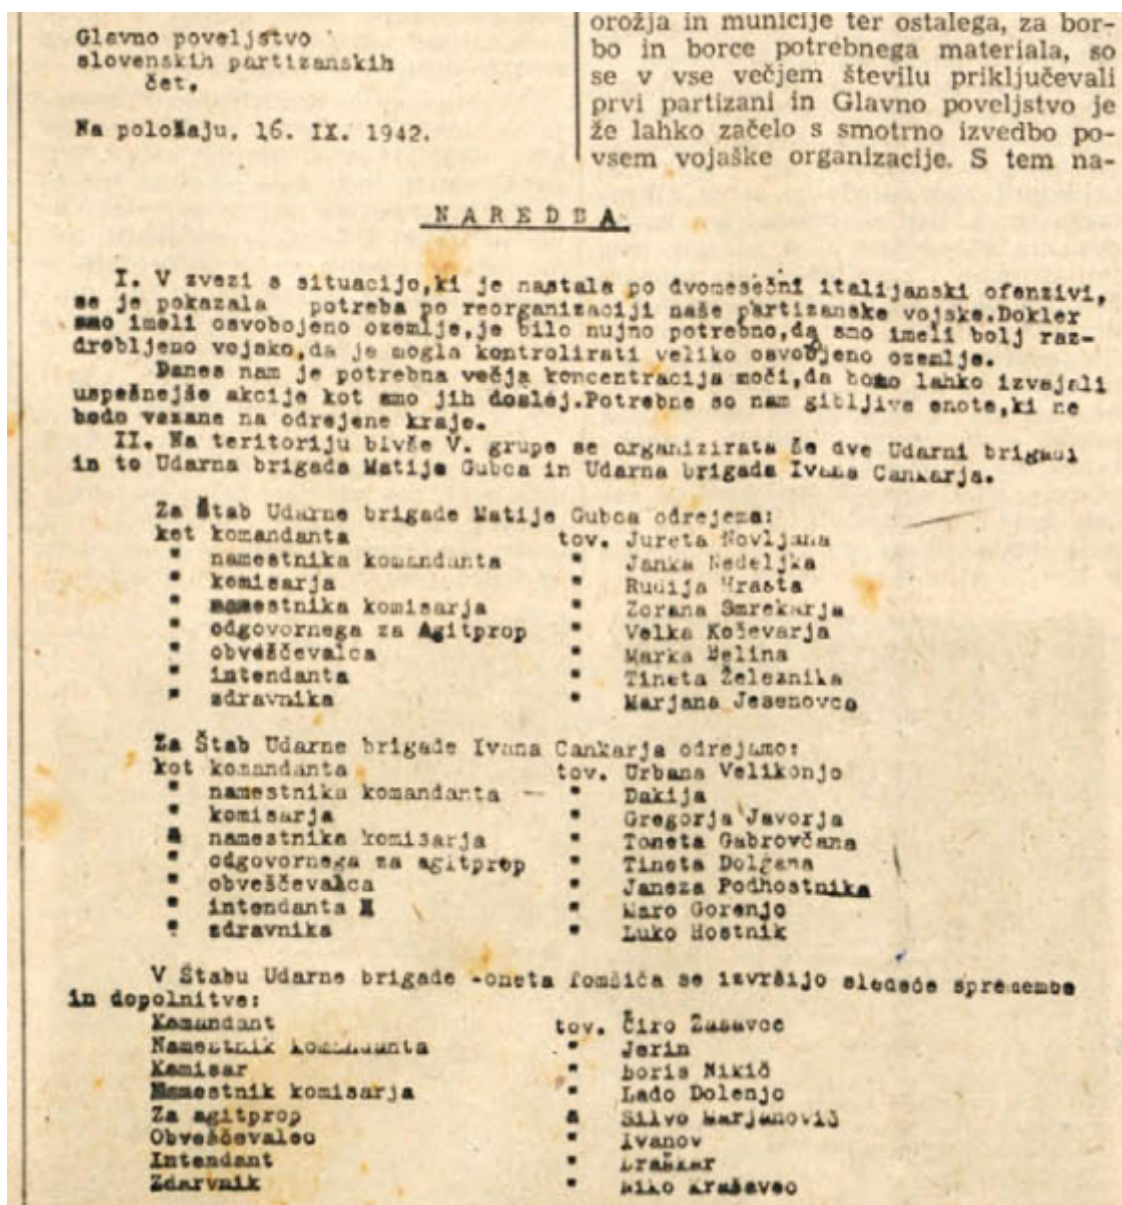 Glavno poveljstvo
slovenskih partizanskih
čet.
Na položaju, 16. IX. 1942.
orožja in municije ter ostalega, za bor-
bo in borce potrebnega materiala, so
se v vse večjem številu priključevali
prvi partizani in Glavno poveljstvo je
že lahko začelo s smotrno izvedbo po-
vsem vojaške organizacije. S tem na-
NAREDBA
I. V zvezi s situacijo,ki je nastala po dvomesečni italijanski ofenzivi,
se je pokazala potreba po reorganizaciji naše partizanske vojske.Dokler
smo imeli osvobojeno ozemlje,je bilo nujno potrebno,da smo imeli bolj raz-
drobljeno vojsko,da je mogla kontrolirati veliko osvobjeno ozemlje.
Danes nam je potrebna večja koncentracija moči,da bomo lahko izvajali
uspešnejše akcije kot smo jih doslej.Potrebne so nam gibljive enote,ki ne
bodo vezane na odrejene kraje.
II. Na teritoriju bivše V. grupe se organizirata še dve Udarni brigadi
in to Udarna brigada Matije Gubca in Udarna brigada Ivana Cankarja.
Za Štab Udarne brigade Matije Gubca odrejema:
kot komandanta tov. Jureta Novljana
" namestnika komandanta " Janka Nedeljka
" komisarja " Rudija Hrasta
" namestnika komisarja " Zorana Smrekarja
" odgovornega za Agitprop " Velka Koževarja
" obveščevalca " Marka Belina
" intendanta " Tineta Železnika
" zdravnika " Marjana Jesenovca
Za Štab Udarne brigade Ivana Cankarja odrejamo:
kot komandanta tov. Urbana Velikonjo
" namestnika komandanta — " Dakija
" komisarja " Gregorja Javorja
" namestnika komisarja " Toneta Gabrovčana
" odgovornega za agitprop " Tineta Dolgana
" obveščevalca " Janeza Podhostnika
" intendanta " Maro Gorenjo
" zdravnika " Luko Hostnik
V Štabu Udarne brigade -oneta Tomšiča se izvršijo sledeče spremembe
in dopolnitve:
Komandant tov. Čiro Zasavce
Namestnik komandanta " Jerin
Kamisar " Boris Nikič
Namestnik komisarja " Lado Dolenjo
Za agitprop " Silvo Marjanovič
Obveščevalec " Ivanov
Intendant " Draškar
Zdarvnik " Niko Kraševec